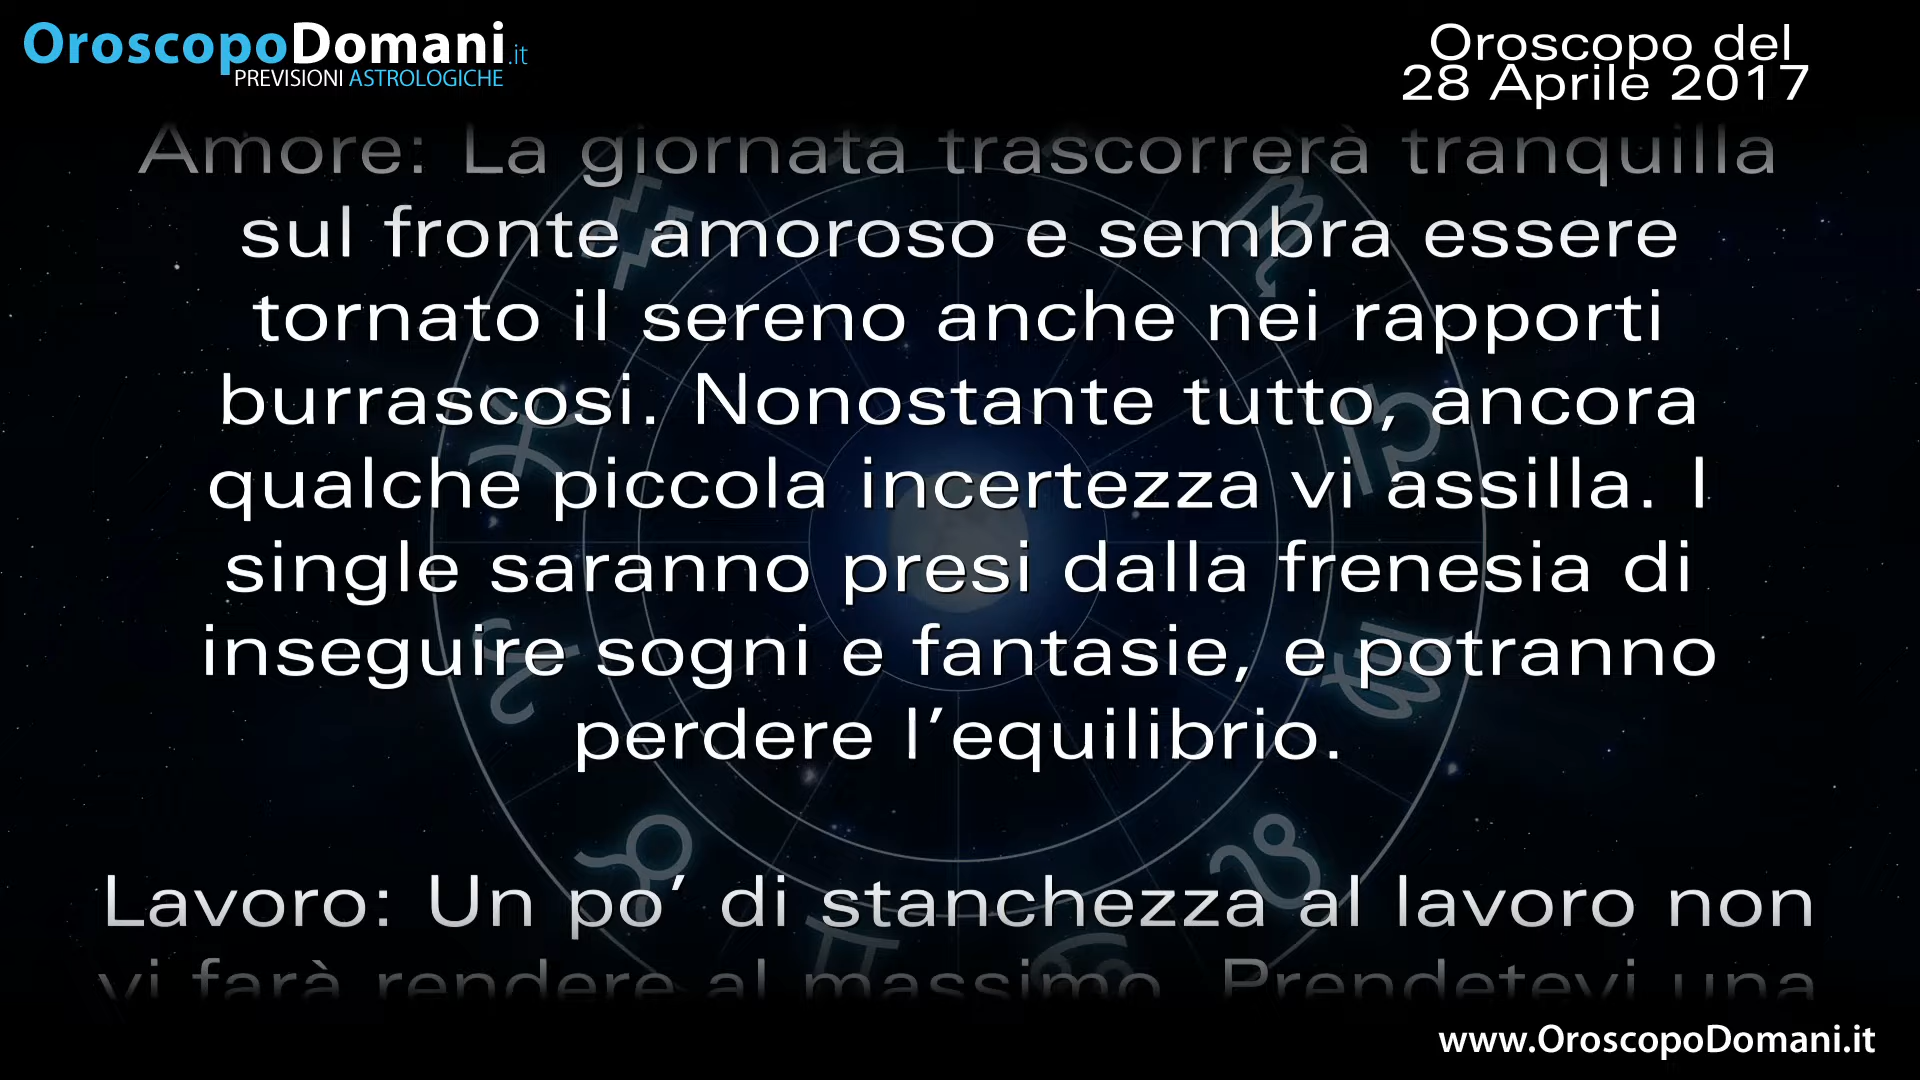 OroscopoDomani.it
PREVISIONI ASTROLOGICHE
Oroscopo del
28 Aprile 2017
Amore: La giornata trascorrerà tranquilla
sul fronte amoroso e sembra essere
tornato il sereno anche nei rapporti
burrascosi. Nonostante tutto, ancora
qualche piccola incertezza vi assilla. I
single saranno presi dalla frenesia di
inseguire sogni e fantasie, e potranno
perdere l’equilibrio.
Lavoro: Un po’ di stanchezza al lavoro non
vi farà rendere al massimo. Prendetevi una
www.OroscopoDomani.it